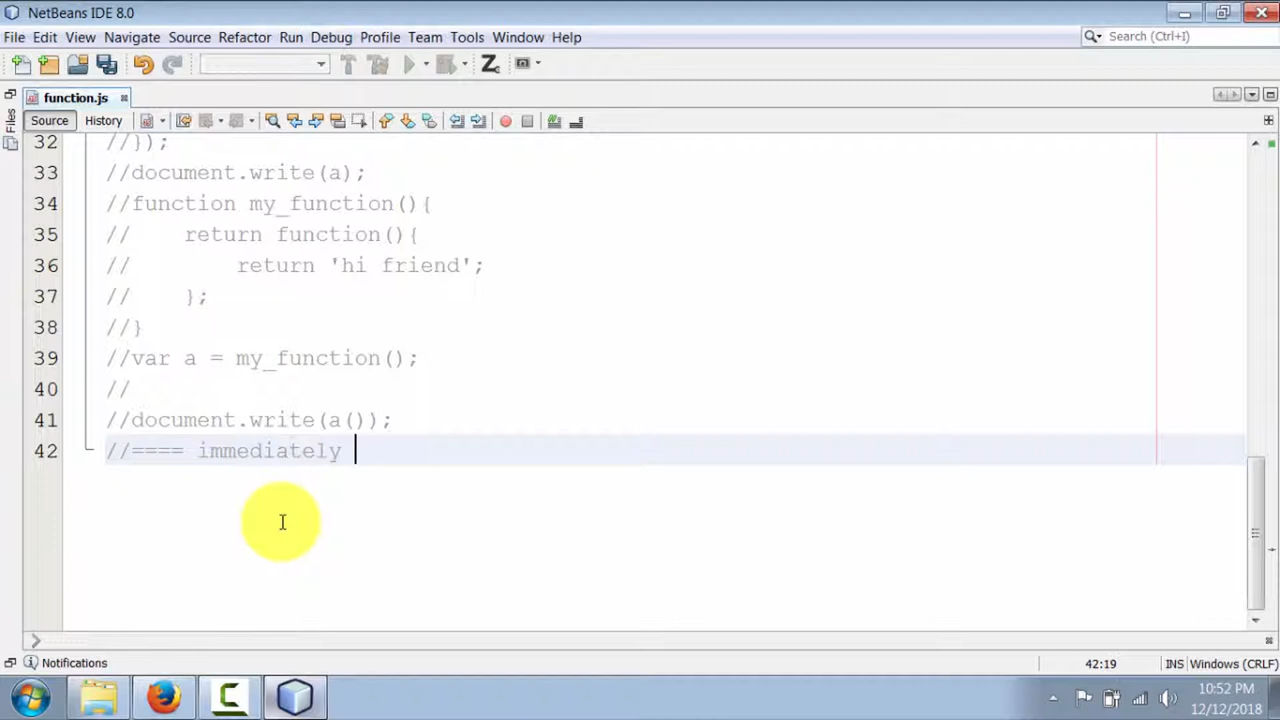 NetBeans IDE 8.0
File Edit View Navigate Source Refactor Run Debug Profile Team Tools Window Help
Search (Ctrl+I)
function.js
Files
Source History
32 //});
33 //document.write(a);
34 //function my_function(){
35 //    return function(){
36 //        return 'hi friend';
37 //    };
38 //}
39 //var a = my_function();
40 //
41 //document.write(a());
42 //==== immediately
Notifications
42:19
INS Windows (CRLF)
10:52 PM
12/12/2018